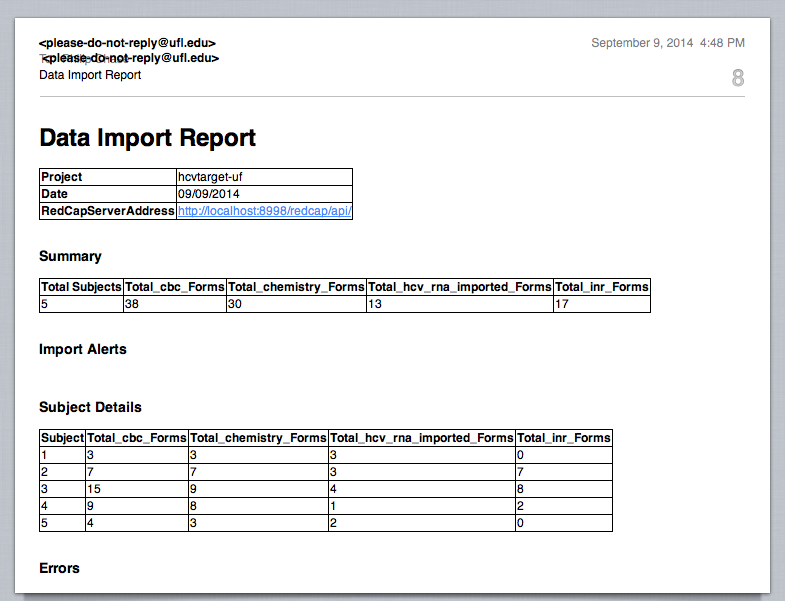 <please-do-not-reply@ufl.edu>
September 9, 2014 4:48 PM
<please-do-not-reply@ufl.edu>
Data Import Report
8
Data Import Report
Project hcvtarget-uf
Date 09/09/2014
RedCapServerAddress http://localhost:8998/redcap/api/
Summary
Total Subjects Total_cbc_Forms Total_chemistry_Forms Total_hcv_rna_imported_Forms Total_inr_Forms
5 38 30 13 17
Import Alerts
Subject Details
Subject Total_cbc_Forms Total_chemistry_Forms Total_hcv_rna_imported_Forms Total_inr_Forms
1 3 3 3 0
2 7 7 3 7
3 15 9 4 8
4 9 8 1 2
5 4 3 2 0
Errors